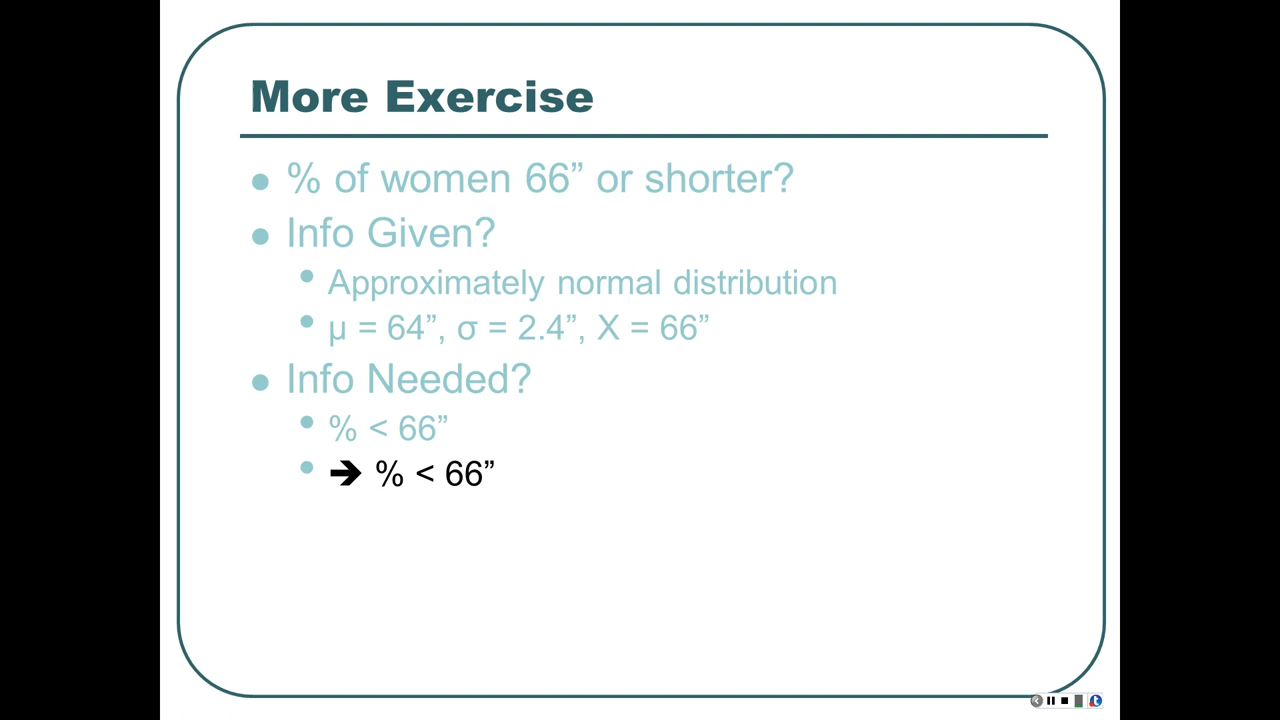 More Exercise
% of women 66” or shorter?
Info Given?
Approximately normal distribution
μ = 64”, σ = 2.4”, X = 66”
Info Needed?
% < 66”
➔ % < 66”